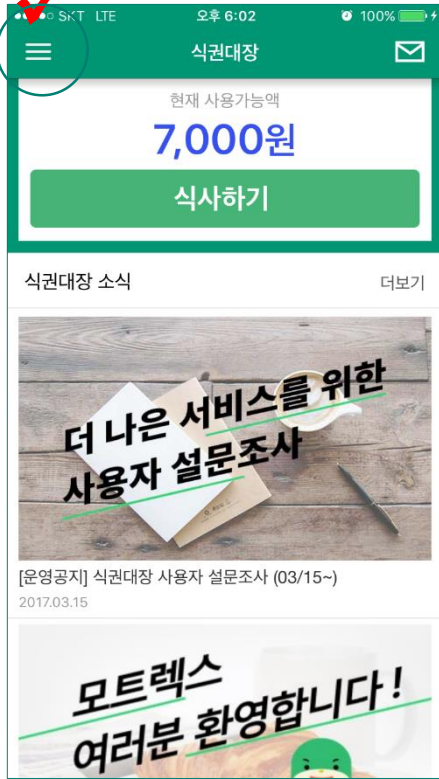 SKT LTE 오후 6:02 100%
식권대장
현재 사용가능액
7,000원
식사하기
식권대장 소식 더보기
더 나은 서비스를 위한
사용자 설문조사
[운영공지] 식권대장 사용자 설문조사 (03/15~)
2017.03.15
모트렉스
여러분 환영합니다!